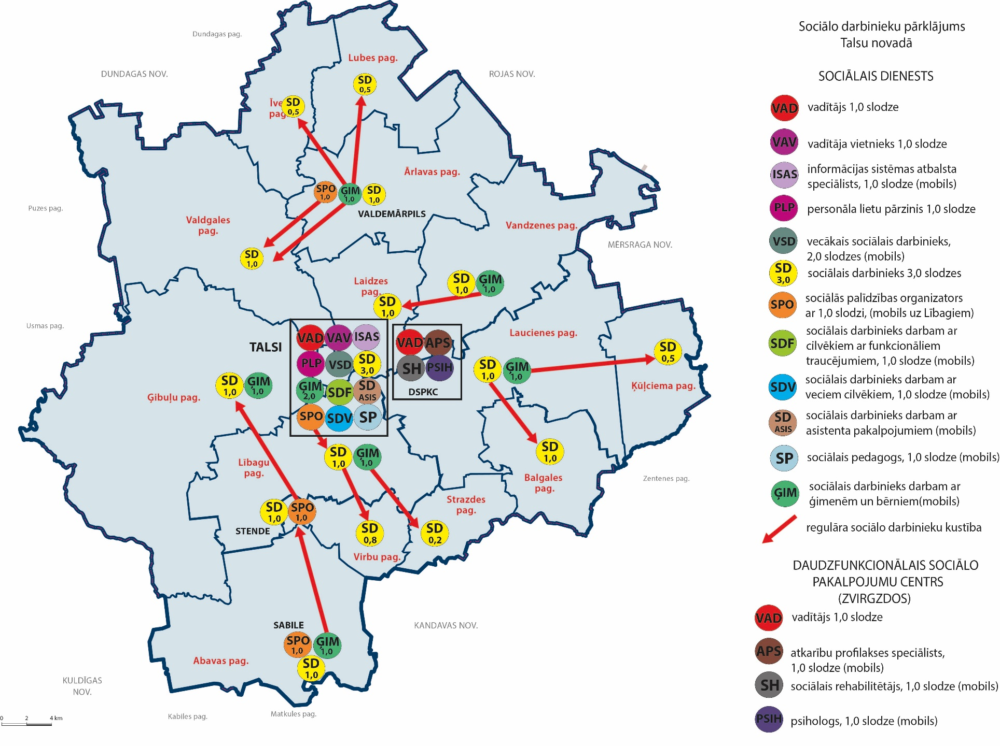 Sociālo darbinieku pārklājums
Talsu novadā
SOCIĀLAIS DIENESTS
VAD vadītājs 1,0 slodze
VAV vadītāja vietnieks 1,0 slodze
ISAS informācijas sistēmas atbalsta
speciālists, 1,0 slodze (mobils)
PLP personāla lietu pārzinis 1,0 slodze
VSD vecākais sociālais darbinieks,
2,0 slodzes (mobils)
SD
3,0 sociālais darbinieks 3,0 slodzes
SPO sociālās palīdzības organizators
ar 1,0 slodzi, (mobils uz Lībagiem)
SDF sociālais darbinieks darbam ar
cilvēkiem ar funkcionāliem
traucējumiem, 1,0 slodze (mobils)
SDV sociālais darbinieks darbam ar
veciem cilvēkiem, 1,0 slodze (mobils)
SD
ASIS sociālais darbinieks darbam ar
asistenta pakalpojumiem (mobils)
SP sociālais pedagogs, 1,0 slodze (mobils)
ĢIM sociālais darbinieks darbam ar
ģimenēm un bērniem(mobils)
regulāra sociālo darbinieku kustība
DAUDZFUNKCIONĀLAIS SOCIĀLO
PAKALPOJUMU CENTRS
(ZVIRGZDOS)
VAD vadītājs 1,0 slodze
APS atkarību profilakses speciālists,
1,0 slodze (mobils)
SH sociālais rehabilitētājs, 1,0 slodze (mobils)
PSIH psihologs, 1,0 slodze (mobils)
Dundagas pag.
DUNDAGAS NOV.
ROJAS NOV.
Lubes pag.
SD
0,5
Īve
pag.
SD
0,5
Ārlavas pag.
SPO
1,0
ĢIM
1,0
SD
1,0
VALDEMĀRPILS
Puzes pag.
Valdgales
pag.
SD
1,0
Vandzenes pag.
MĒRSRAGA NOV.
SD
1,0
ĢIM
1,0
Laidzes
pag.
SD
1,0
Usmas pag.
TALSI
VAD VAV ISAS
PLP VSD SD
3,0
ĢIM
2,0
SDF
SD
ASIS
SPO SDV SP
VAD APS
SH PSIH
DSPKC
Laucienes pag.
SD
1,0
ĢIM
1,0
SD
0,5
Ķūļciema pag.
Ģibuļu pag.
SD
1,0
ĢIM
1,0
SD
1,0
ĢIM
1,0
SD
1,0
Balgales
pag.
Lībagu
pag.
Zentenes pag.
Strazdes
pag.
SD
1,0
SPO
1,0
STENDE
SD
0,8
SD
0,2
Virbu pag.
SABILE
SPO
1,0
ĢIM
1,0
SD
1,0
Abavas pag.
KANDAVAS NOV.
KULDĪGAS
NOV.
Kabiles pag.
Matkules pag.
0 2 4 km